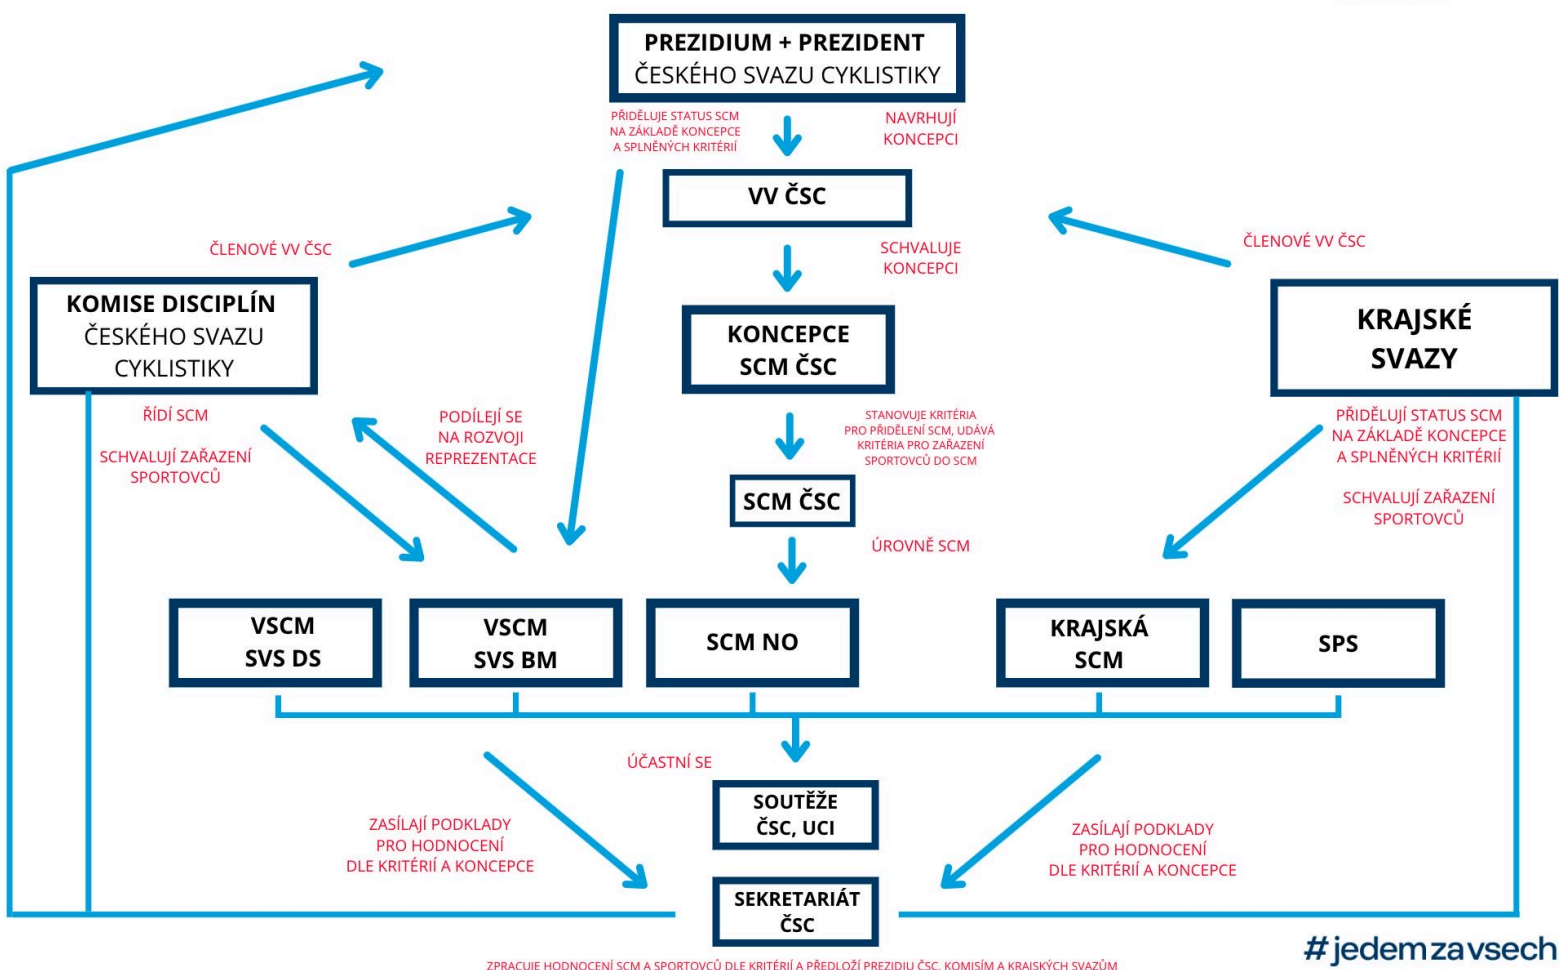 PREZIDIUM + PREZIDENT
ČESKÉHO SVAZU CYKLISTIKY
PŘIDĚLUJE STATUS SCM
NA ZÁKLADĚ KONCEPCE
A SPLNĚNÝCH KRITÉRIÍ
NAVRHUJÍ
KONCEPCI
VV ČSC
ČLENOVÉ VV ČSC
SCHVALUJE
KONCEPCI
ČLENOVÉ VV ČSC
KOMISE DISCIPLÍN
ČESKÉHO SVAZU
CYKLISTIKY
KONCEPCE
SCM ČSC
KRAJSKÉ
SVAZY
ŘÍDÍ SCM
SCHVALUJÍ ZAŘAZENÍ
SPORTOVCŮ
PODÍLEJÍ SE
NA ROZVOJI
REPREZENTACE
STANOVUJE KRITÉRIA
PRO PŘIDĚLENÍ SCM, UDÁVÁ
KRITÉRIA PRO ZAŘAZENÍ
SPORTOVCŮ DO SCM
PŘIDĚLUJÍ STATUS SCM
NA ZÁKLADĚ KONCEPCE
A SPLNĚNÝCH KRITÉRIÍ
SCHVALUJÍ ZAŘAZENÍ
SPORTOVCŮ
SCM ČSC
ÚROVNĚ SCM
VSCM
SVS DS
VSCM
SVS BM
SCM NO
KRAJSKÁ
SCM
SPS
ÚČASTNÍ SE
SOUTĚŽE
ČSC, UCI
ZASÍLAJÍ PODKLADY
PRO HODNOCENÍ
DLE KRITÉRIÍ A KONCEPCE
ZASÍLAJÍ PODKLADY
PRO HODNOCENÍ
DLE KRITÉRIÍ A KONCEPCE
SEKRETARIÁT
ČSC
#jedemzavsech
ZPRACUJE HODNOCENÍ SCM A SPORTOVCŮ DLE KRITÉRIÍ A PŘEDLOŽÍ PREZIDIU ČSC, KOMISÍM A KRAJSKÝCH SVAZŮM